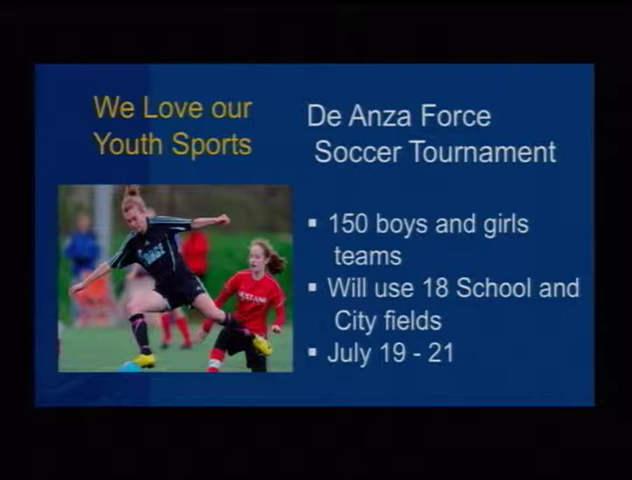 We Love our
Youth Sports
De Anza Force
Soccer Tournament
▪ 150 boys and girls
teams
▪ Will use 18 School and
City fields
▪ July 19 - 21
MUSTANG